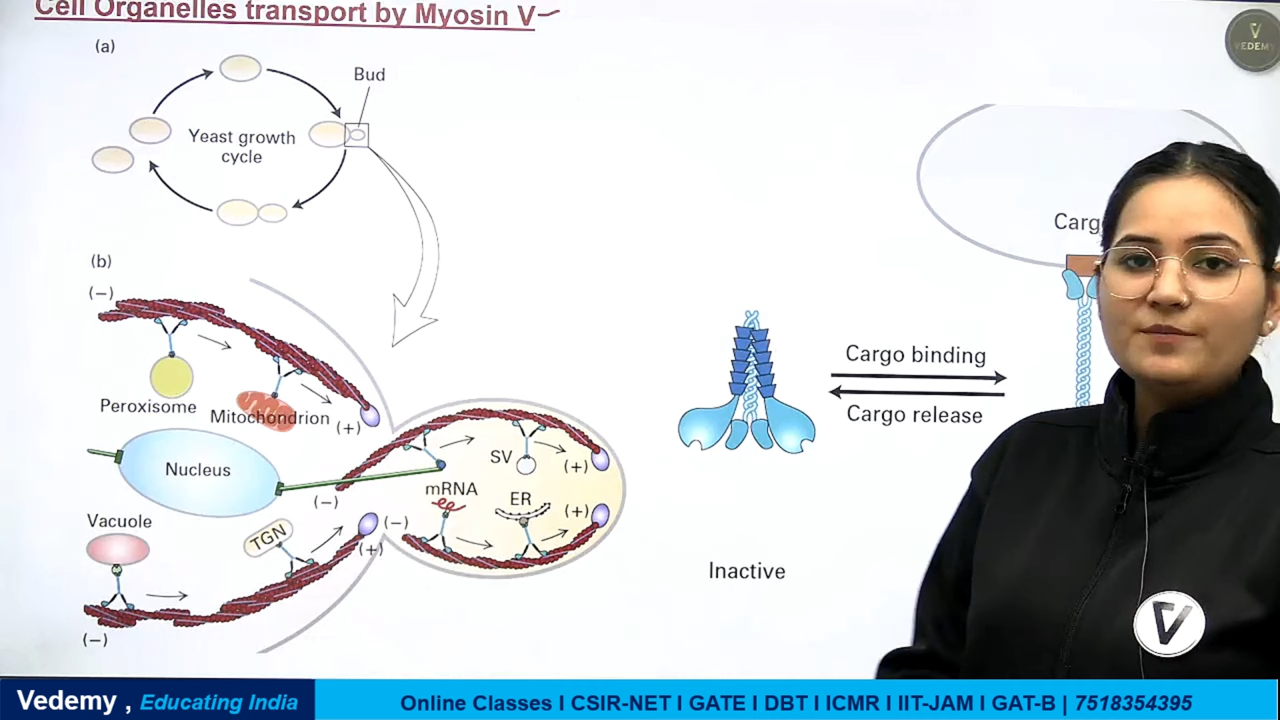 Cell Organelles transport by Myosin V
(a)
Bud
Yeast growth
cycle
(b)
(-)
Peroxisome
Mitochondrion
(+)
Nucleus
(-)
Vacuole
TGN
(+)
(-)
SV
(+)
mRNA
ER
(+)
(-)
Cargo binding
Cargo release
Inactive
V
VEDEMY
V
Vedemy , Educating India
Online Classes I CSIR-NET I GATE I DBT I ICMR I IIT-JAM I GAT-B | 7518354395